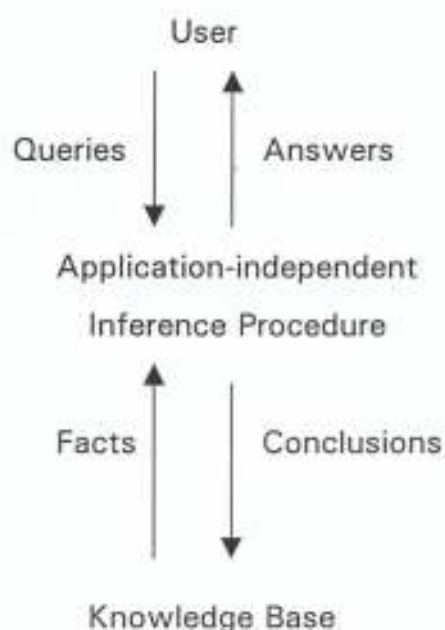 User
Queries Answers
Application-independent
Inference Procedure
Facts Conclusions
Knowledge Base